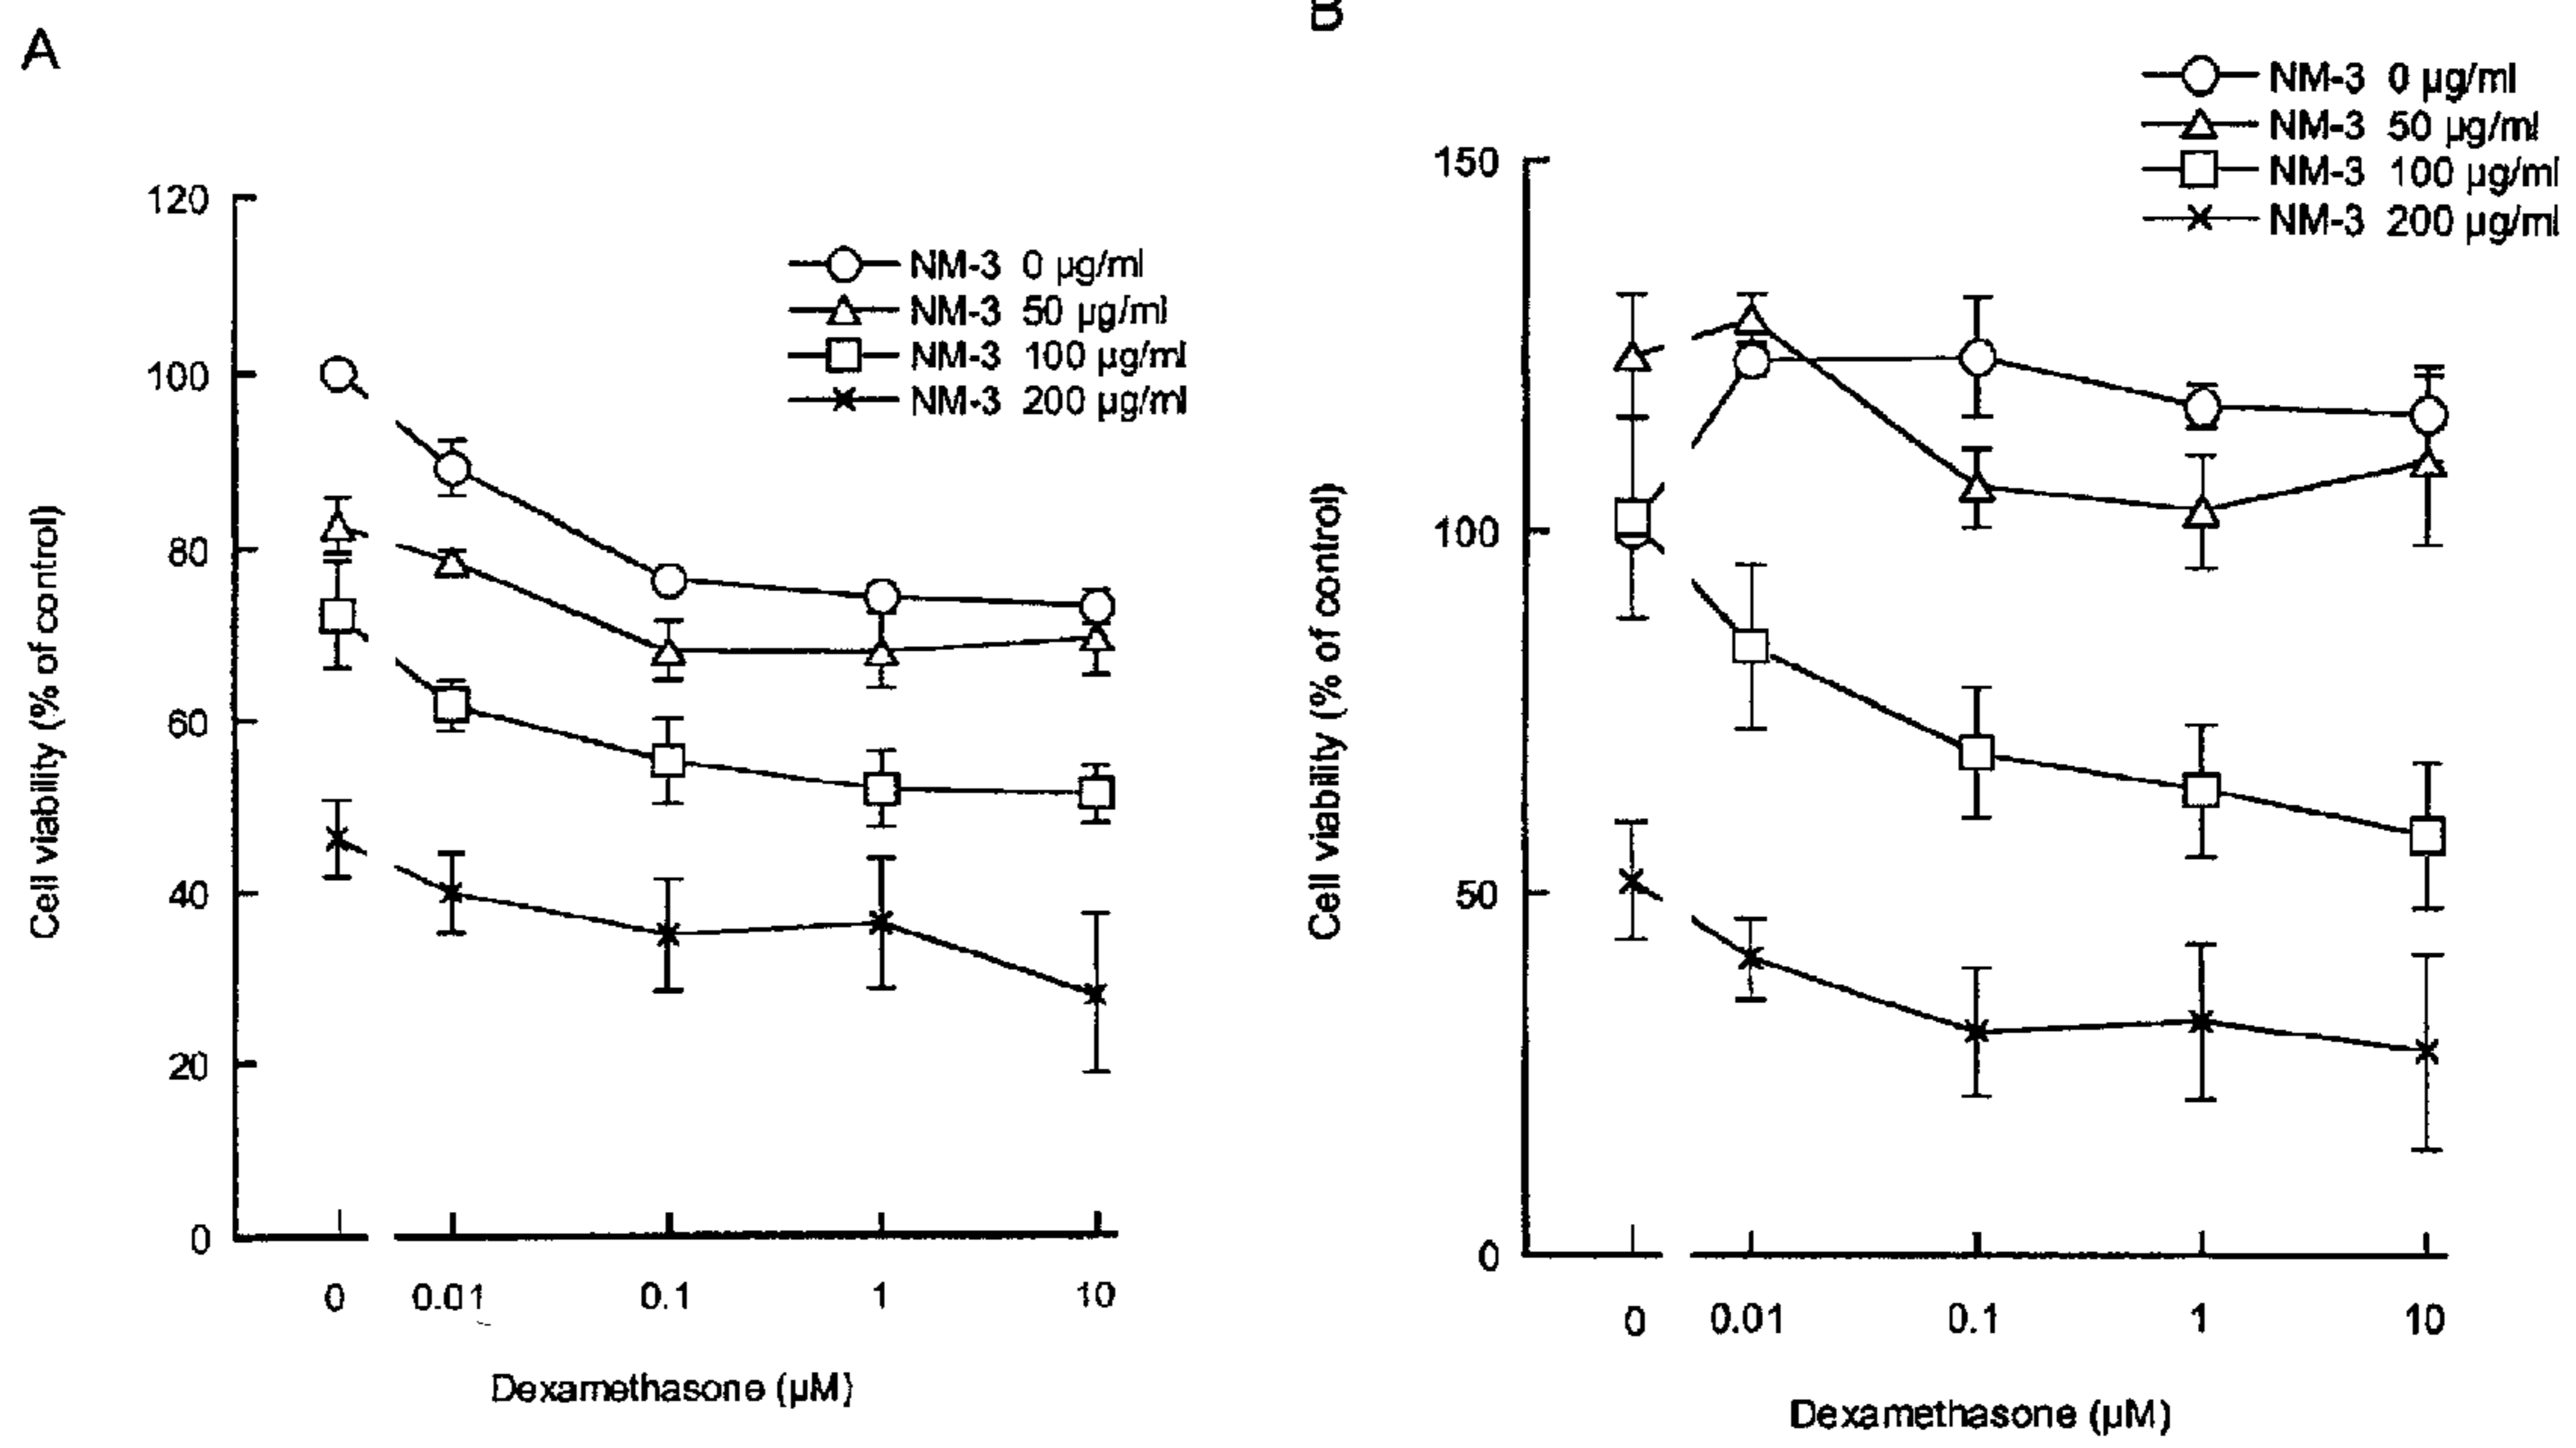 A
120
100
80
60
40
20
0
Cell viability (% of control)
NM-3 0 µg/ml
NM-3 50 µg/ml
NM-3 100 µg/ml
NM-3 200 µg/ml
0 0.01 0.1 1 10
Dexamethasone (µM)
B
150
100
50
0
Cell viability (% of control)
NM-3 0 µg/ml
NM-3 50 µg/ml
NM-3 100 µg/ml
NM-3 200 µg/ml
0 0.01 0.1 1 10
Dexamethasone (µM)